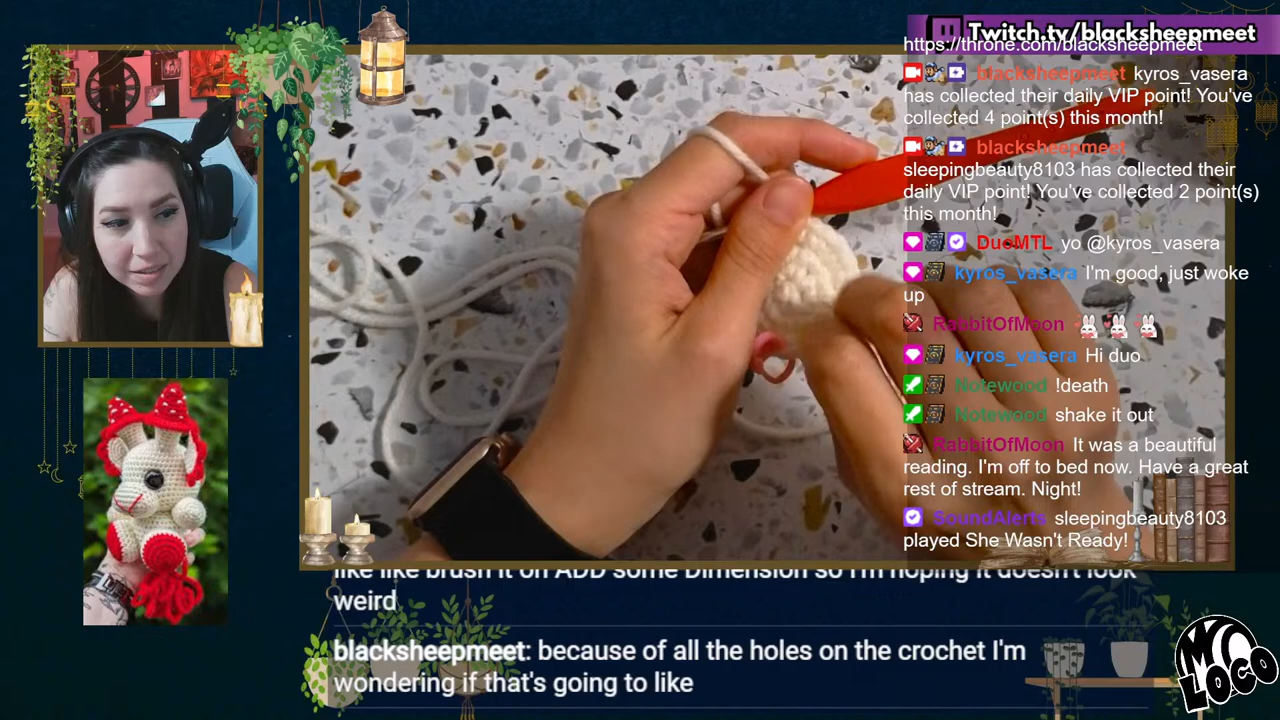 Twitch.tv/blacksheepmeet
https://throne.com/blacksheepmeet
blacksheepmeet kyros_vasera
has collected their daily VIP point! You've
collected 4 point(s) this month!
blacksheepmeet
sleepingbeauty8103 has collected their
daily VIP point! You've collected 2 point(s)
this month!
DuoMTL yo @kyros_vasera
kyros_vasera I'm good, just woke
up
RabbitOfMoon
kyros_vasera Hi duo
Notewood !death
Notewood shake it out
RabbitOfMoon It was a beautiful
reading. I'm off to bed now. Have a great
rest of stream. Night!
SoundAlerts sleepingbeauty8103
played She Wasn't Ready!
like like brush it on ADD some Dimension so I'm hoping it doesn't look
weird
blacksheepmeet: because of all the holes on the crochet I'm
wondering if that's going to like
MC
LOCO